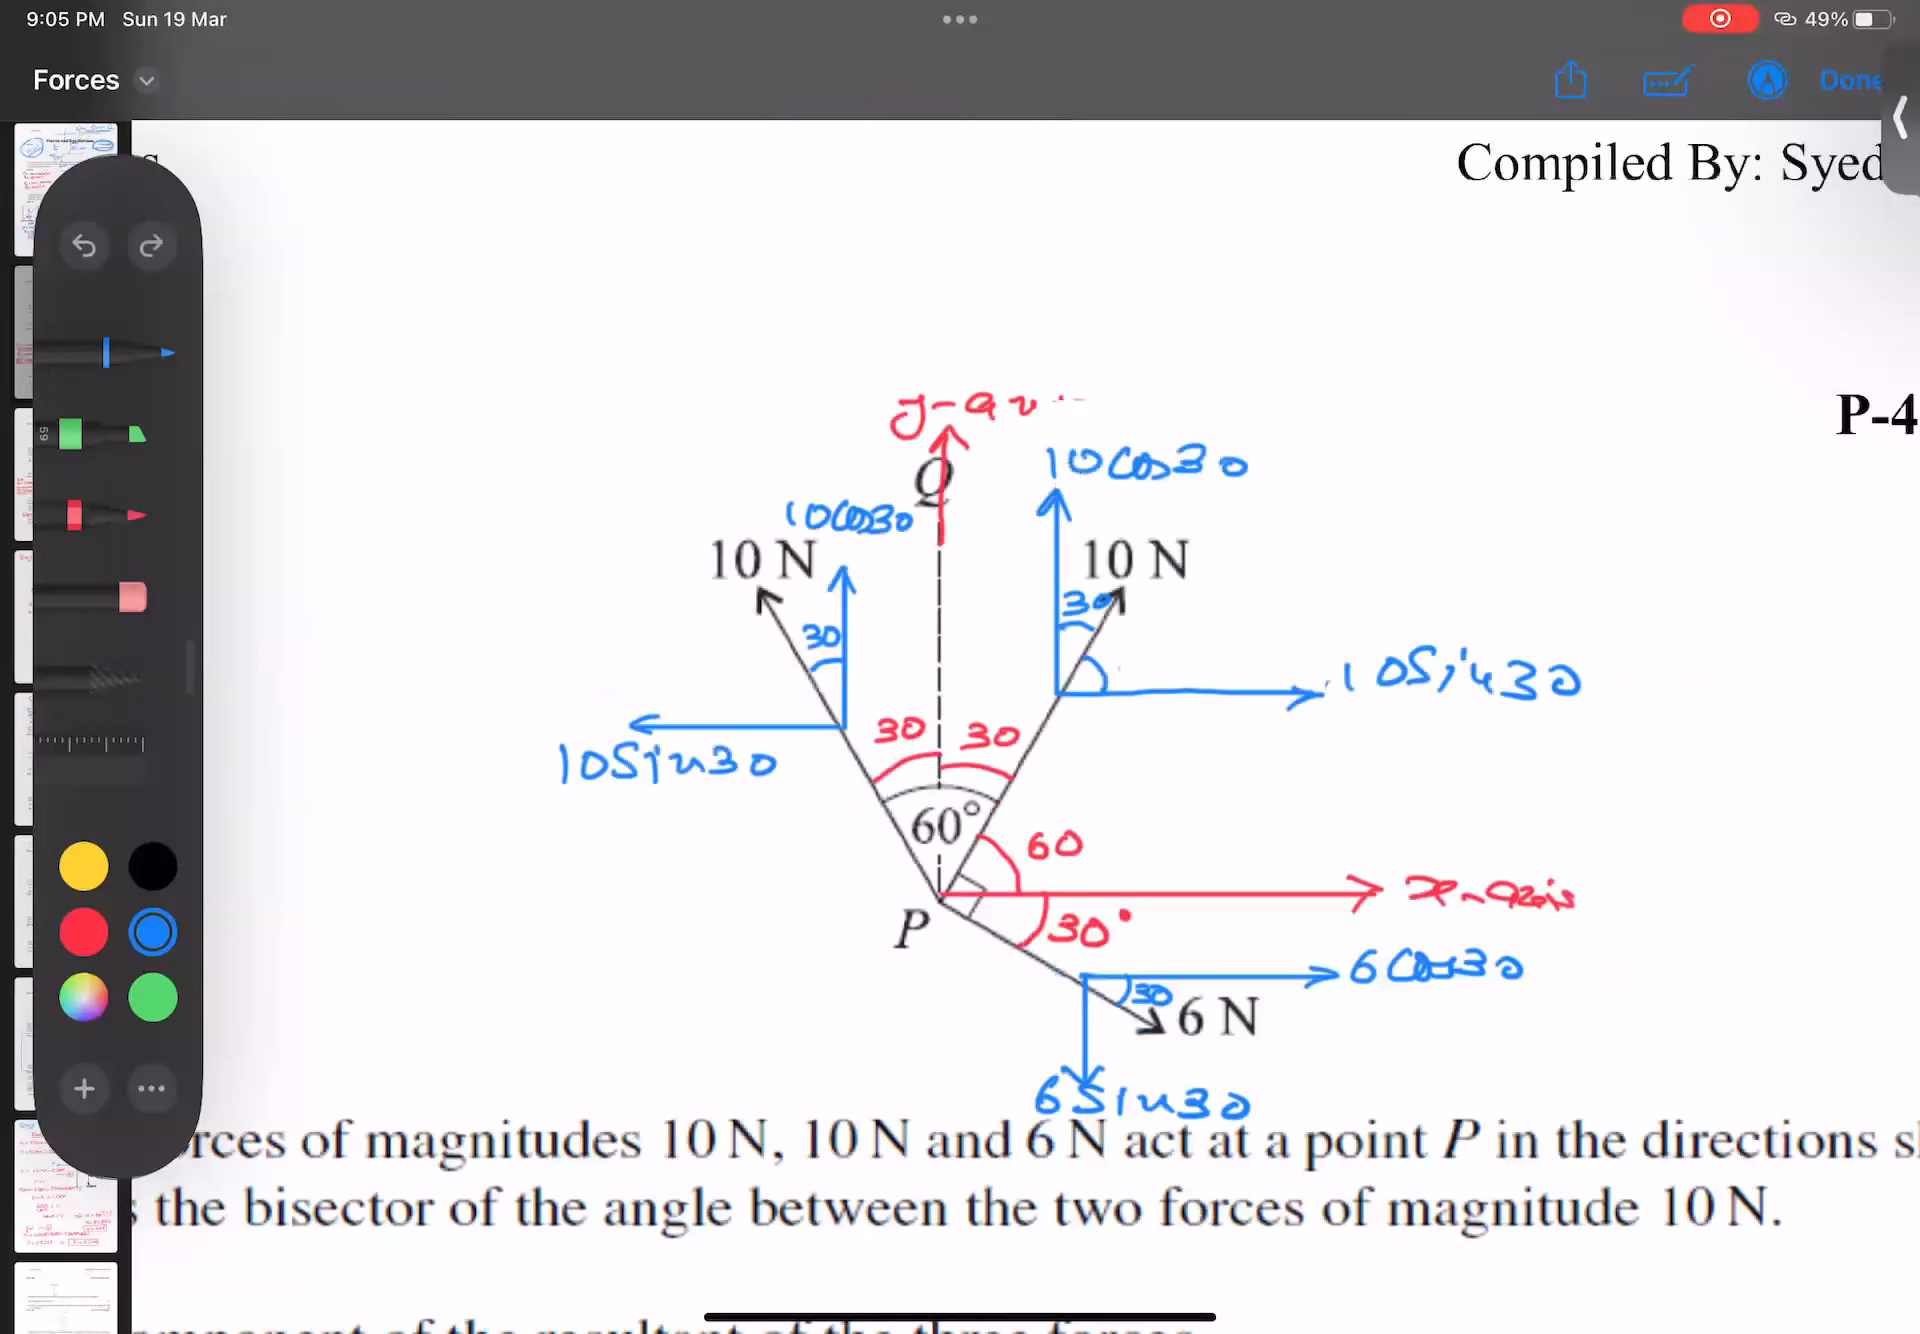 9:05 PM Sun 19 Mar
49%
Forces
Done
Compiled By: Syed
P-4
Q
10cos30
10cos30
10 N
10 N
30
30
10Sin30
10Sin30
30 30
60°
60
x-axis
P
30°
6Cos30
30
6 N
6Sin30
rces of magnitudes 10 N, 10 N and 6 N act at a point P in the directions s
the bisector of the angle between the two forces of magnitude 10 N.
59